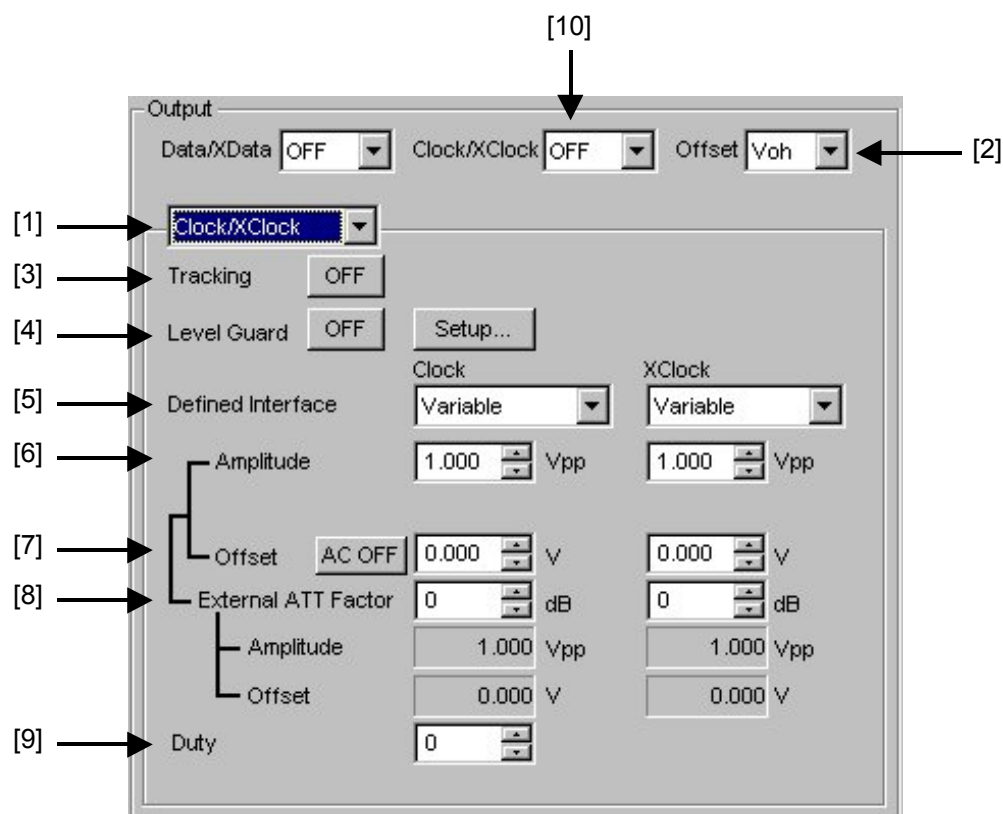 [10]
Output
Data/XData OFF Clock/XClock OFF Offset Voh [2]
[1] Clock/XClock
[3] Tracking OFF
[4] Level Guard OFF Setup...
Clock XClock
[5] Defined Interface Variable Variable
[6] Amplitude 1.000 Vpp 1.000 Vpp
[7] Offset AC OFF 0.000 V 0.000 V
[8] External ATT Factor 0 dB 0 dB
Amplitude 1.000 Vpp 1.000 Vpp
Offset 0.000 V 0.000 V
[9] Duty 0